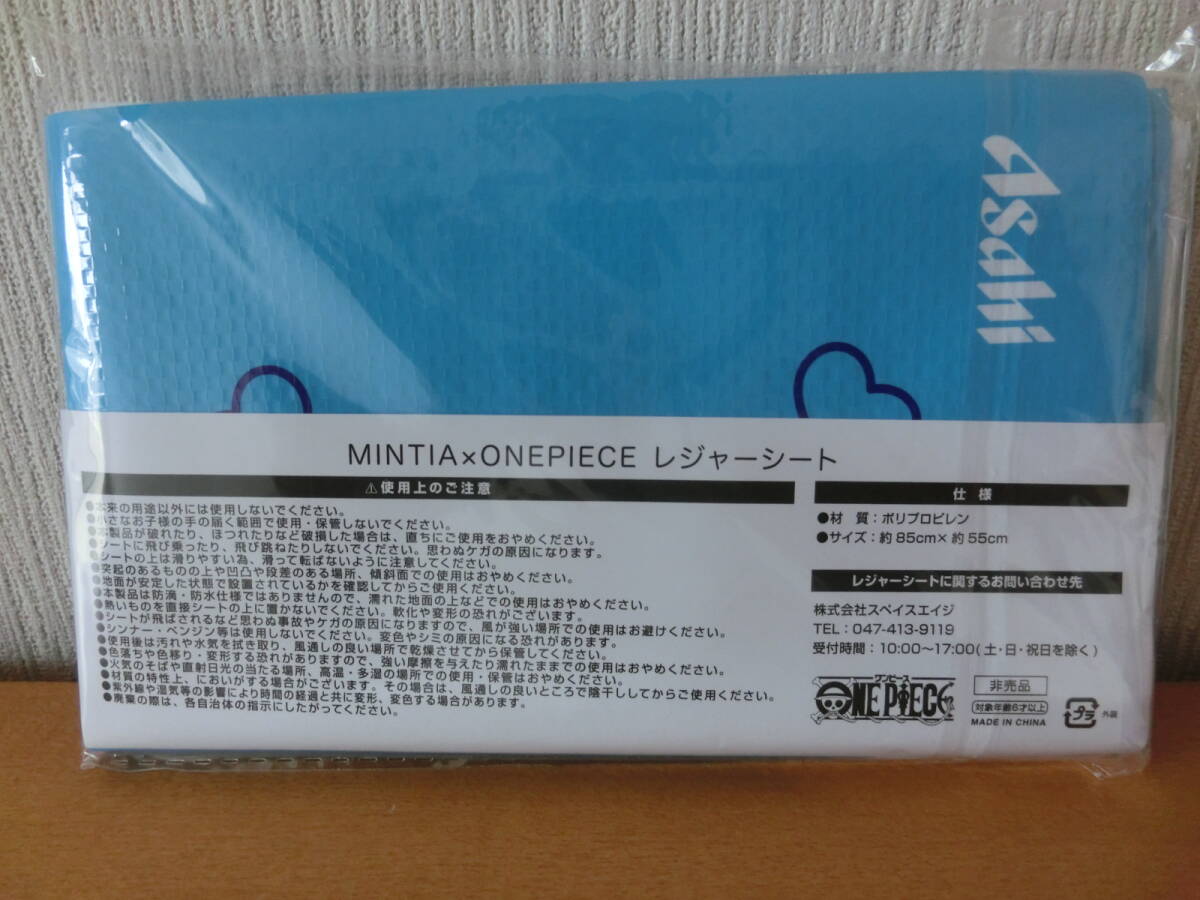 Asahi
MINTIA×ONEPIECE レジャーシート
⚠使用上のご注意
●本来の用途以外には使用しないでください。
●小さなお子様の手の届く範囲で使用・保管しないでください。
●本製品が破れたり、ほつれたりなど破損した場合は、直ちにご使用をおやめください。
●シートに飛び乗ったり、飛び跳ねたりしないでください。思わぬケガの原因になります。
●シートの上は滑りやすい為、滑って転ばないように注意してください。
●突起のあるものの上や凹凸や段差のある場所、傾斜面での使用はおやめください。
●地面が安定した状態で設置されているかを確認してからご使用ください。
●本製品は防滴・防水仕様ではありませんので、濡れた地面の上などでの使用はおやめください。
●熱いものを直接シートの上に置かないでください。軟化や変形の恐れがございます。
●シートが飛ばされるなど思わぬ事故やケガの原因になりますので、風が強い場所での使用はお避けください。
●シンナー・ベンジン等は使用しないでください。変色やシミの原因になる恐れがあります。
●使用後は汚れや水気を拭き取り、風通しの良い場所で乾燥させてから保管してください。
●色落ちや色移り・変形する恐れがありますので、強い摩擦を与えたり濡れたままでの使用はおやめください。
●火気のそばや直射日光の当たる場所、高温・多湿の場所での使用・保管はおやめください。
●材質の特性上、においがする場合がございます。その場合は、風通しの良いところで陰干ししてからご使用ください。
●紫外線や湿気等の影響により時間の経過と共に変形、変色する場合があります。
●廃棄の際は、各自治体の指示にしたがってください。
仕様
●材 質：ポリプロピレン
●サイズ：約85cm×約55cm
レジャーシートに関するお問い合わせ先
株式会社スペイスエイジ
TEL：047-413-9119
受付時間：10:00〜17:00(土・日・祝日を除く)
ワンピース
ONE PIECE
非売品
対象年齢6才以上
MADE IN CHINA
プラ 外装